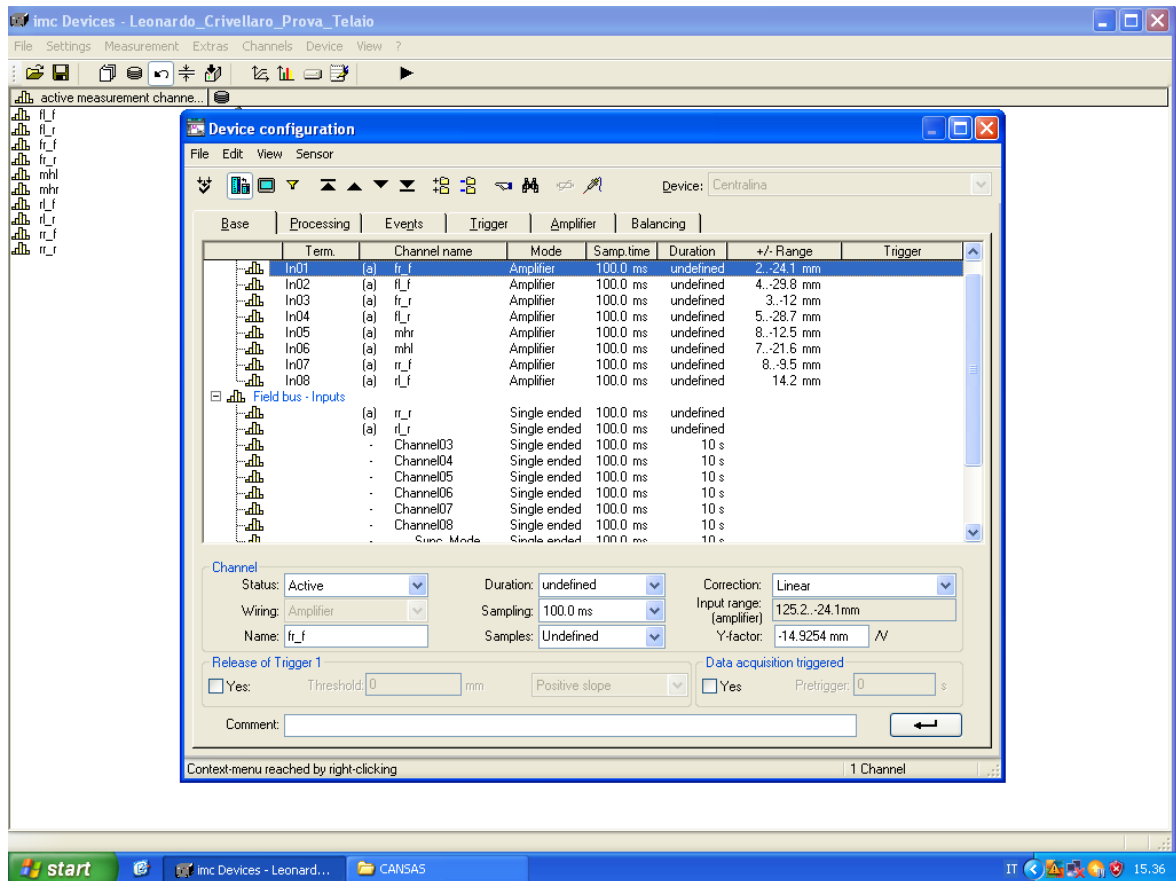 imc Devices - Leonardo_Crivellaro_Prova_Telaio
File Settings Measurement Extras Channels Device View ?
active measurement channe...
fl_f
fl_r
fr_f
fr_r
mhl
mhr
rl_f
rl_r
rr_f
rr_r
Device configuration
File Edit View Sensor
Device: Centralina
Base Processing Events Trigger Amplifier Balancing
Term. Channel name Mode Samp.time Duration +/- Range Trigger
In01 (a) fr_f Amplifier 100.0 ms undefined 2..-24.1 mm
In02 (a) fl_f Amplifier 100.0 ms undefined 4..-29.8 mm
In03 (a) fr_r Amplifier 100.0 ms undefined 3..-12 mm
In04 (a) fl_r Amplifier 100.0 ms undefined 5..-28.7 mm
In05 (a) mhr Amplifier 100.0 ms undefined 8..-12.5 mm
In06 (a) mhl Amplifier 100.0 ms undefined 7..-21.6 mm
In07 (a) rr_f Amplifier 100.0 ms undefined 8..-9.5 mm
In08 (a) rl_f Amplifier 100.0 ms undefined 14.2 mm
Field bus - Inputs
(a) rr_r Single ended 100.0 ms undefined
(a) rl_r Single ended 100.0 ms undefined
- Channel03 Single ended 100.0 ms 10 s
- Channel04 Single ended 100.0 ms 10 s
- Channel05 Single ended 100.0 ms 10 s
- Channel06 Single ended 100.0 ms 10 s
- Channel07 Single ended 100.0 ms 10 s
- Channel08 Single ended 100.0 ms 10 s
- Sync_Mode Single ended 100.0 ms 10 s
Channel
Status: Active Duration: undefined Correction: Linear
Wiring: Amplifier Sampling: 100.0 ms Input range: (amplifier) 125.2..-24.1mm
Name: fr_f Samples: Undefined Y-factor: -14.9254 mm /V
Release of Trigger 1 Data acquisition triggered
Yes: Threshold: 0 mm Positive slope Yes Pretrigger: 0 s
Comment:
Context-menu reached by right-clicking 1 Channel
start imc Devices - Leonard... CANSAS IT 15.36